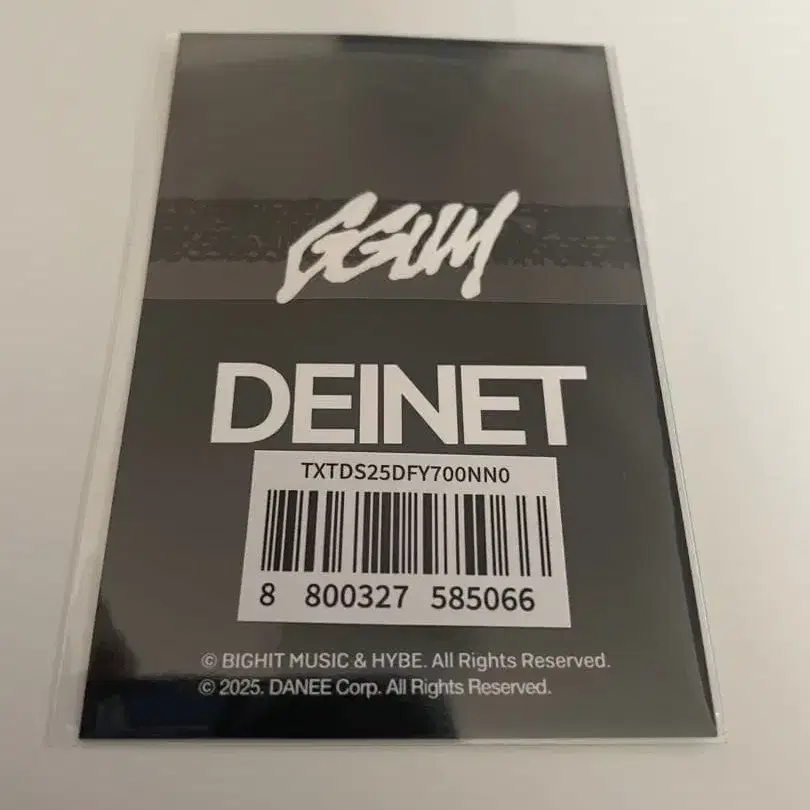 GGUM
DEINET
TXTDS25DFY700NN0
8 800327 585066
© BIGHIT MUSIC & HYBE. All Rights Reserved.
© 2025. DANEE Corp. All Rights Reserved.